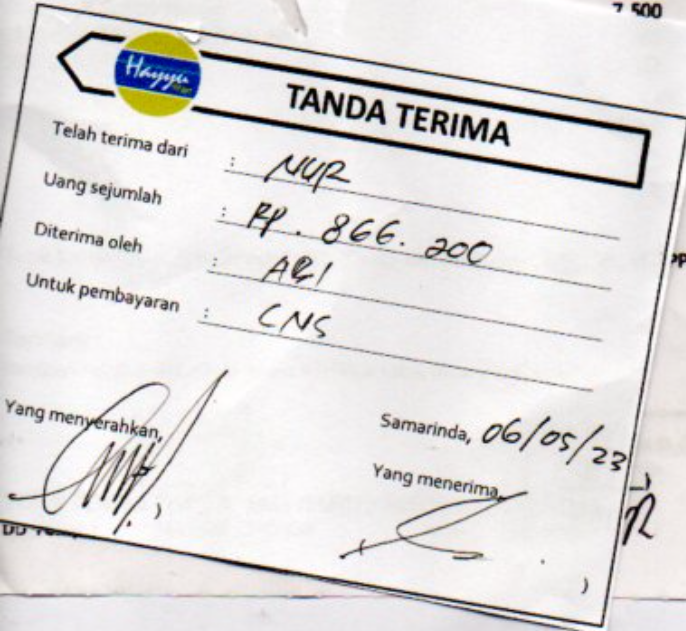 7.500
Hayyu
TANDA TERIMA
Telah terima dari : NUR
Uang sejumlah : Rp. 866.200
Diterima oleh : ARI
Untuk pembayaran : CNS
Samarinda, 06/05/23
Yang menyerahkan,
Yang menerima,